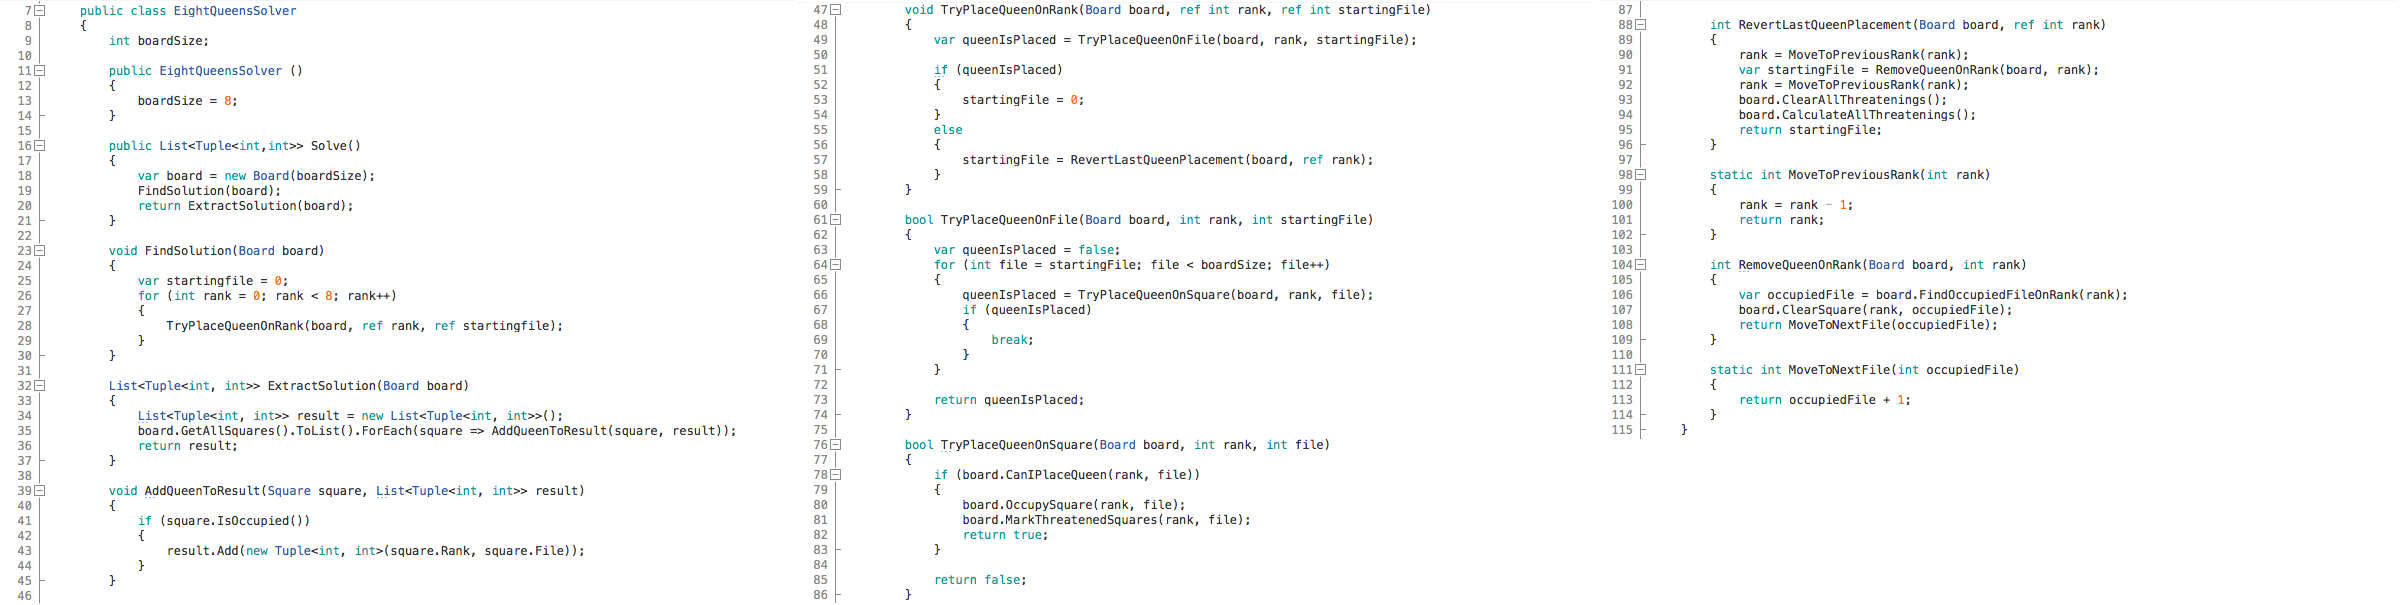 7 public class EightQueensSolver
8 {
9 int boardSize;
10
11 public EightQueensSolver ()
12 {
13 boardSize = 8;
14 }
15
16 public List<Tuple<int,int>> Solve()
17 {
18 var board = new Board(boardSize);
19 FindSolution(board);
20 return ExtractSolution(board);
21 }
22
23 void FindSolution(Board board)
24 {
25 var startingfile = 0;
26 for (int rank = 0; rank < 8; rank++)
27 {
28 TryPlaceQueenOnRank(board, ref rank, ref startingfile);
29 }
30 }
31
32 List<Tuple<int, int>> ExtractSolution(Board board)
33 {
34 List<Tuple<int, int>> result = new List<Tuple<int, int>>();
35 board.GetAllSquares().ToList().ForEach(square => AddQueenToResult(square, result));
36 return result;
37 }
38
39 void AddQueenToResult(Square square, List<Tuple<int, int>> result)
40 {
41 if (square.IsOccupied())
42 {
43 result.Add(new Tuple<int, int>(square.Rank, square.File));
44 }
45 }
46
47 void TryPlaceQueenOnRank(Board board, ref int rank, ref int startingFile)
48 {
49 var queenIsPlaced = TryPlaceQueenOnFile(board, rank, startingFile);
50
51 if (queenIsPlaced)
52 {
53 startingFile = 0;
54 }
55 else
56 {
57 startingFile = RevertLastQueenPlacement(board, ref rank);
58 }
59 }
60
61 bool TryPlaceQueenOnFile(Board board, int rank, int startingFile)
62 {
63 var queenIsPlaced = false;
64 for (int file = startingFile; file < boardSize; file++)
65 {
66 queenIsPlaced = TryPlaceQueenOnSquare(board, rank, file);
67 if (queenIsPlaced)
68 {
69 break;
70 }
71 }
72
73 return queenIsPlaced;
74 }
75
76 bool TryPlaceQueenOnSquare(Board board, int rank, int file)
77 {
78 if (board.CanIPlaceQueen(rank, file))
79 {
80 board.OccupySquare(rank, file);
81 board.MarkThreatenedSquares(rank, file);
82 return true;
83 }
84
85 return false;
86 }
87
88 int RevertLastQueenPlacement(Board board, ref int rank)
89 {
90 rank = MoveToPreviousRank(rank);
91 var startingFile = RemoveQueenOnRank(board, rank);
92 rank = MoveToPreviousRank(rank);
93 board.ClearAllThreatenings();
94 board.CalculateAllThreatenings();
95 return startingFile;
96 }
97
98 static int MoveToPreviousRank(int rank)
99 {
100 rank = rank - 1;
101 return rank;
102 }
103
104 int RemoveQueenOnRank(Board board, int rank)
105 {
106 var occupiedFile = board.FindOccupiedFileOnRank(rank);
107 board.ClearSquare(rank, occupiedFile);
108 return MoveToNextFile(occupiedFile);
109 }
110
111 static int MoveToNextFile(int occupiedFile)
112 {
113 return occupiedFile + 1;
114 }
115 }